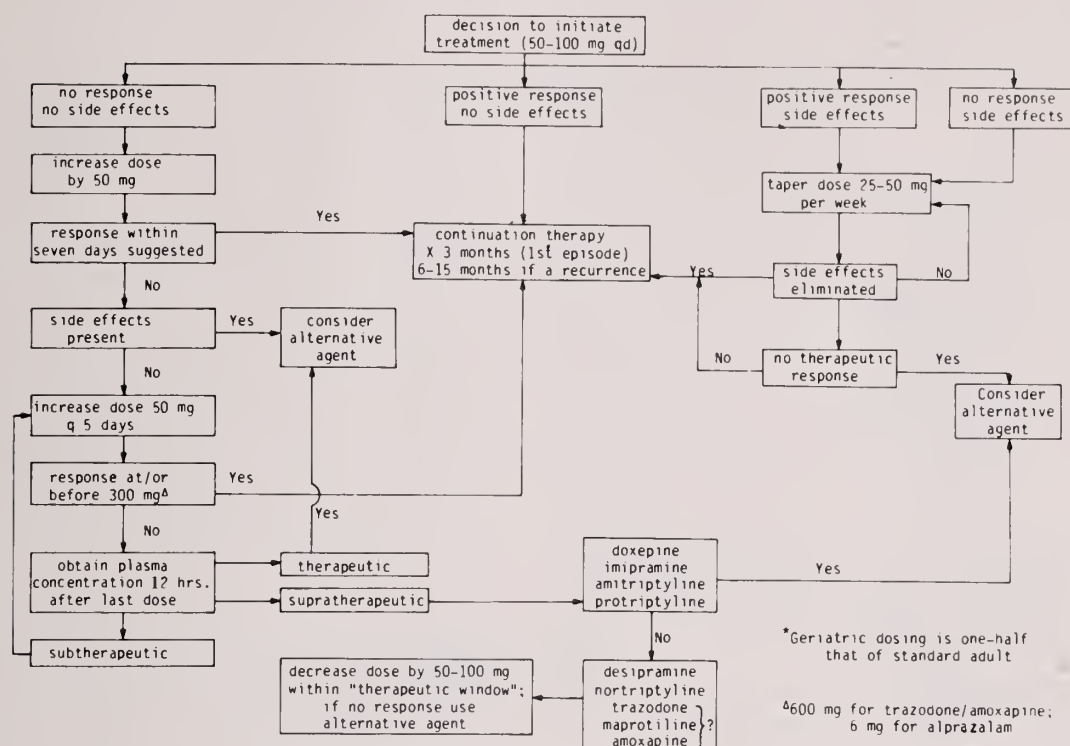 decision to initiate
treatment (50-100 mg qd)
no response
no side effects
positive response
no side effects
positive response
side effects
no response
side effects
increase dose
by 50 mg
taper dose 25-50 mg
per week
response within
seven days suggested
Yes
continuation therapy
X 3 months (1st episode)
6-15 months if a recurrence
Yes
side effects
eliminated
No
No
side effects
present
Yes
consider
alternative
agent
No
no therapeutic
response
Yes
No
Consider
alternative
agent
increase dose 50 mg
q 5 days
response at/or
before 300 mgΔ
Yes
Yes
No
obtain plasma
concentration 12 hrs.
after last dose
therapeutic
supratherapeutic
doxepine
imipramine
amitriptyline
protriptyline
Yes
subtherapeutic
No
*Geriatric dosing is one-half
that of standard adult
decrease dose by 50-100 mg
within "therapeutic window";
if no response use
alternative agent
desipramine
nortriptyline
trazodone
maprotiline ?
amoxapine
Δ600 mg for trazodone/amoxapine;
6 mg for alprazalam